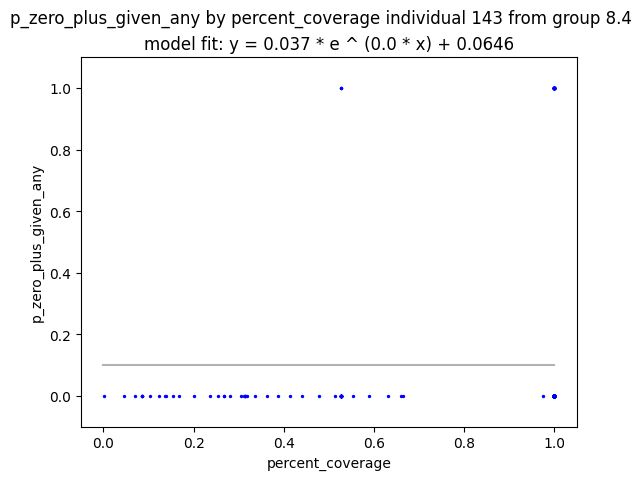 p_zero_plus_given_any by percent_coverage individual 143 from group 8.4
model fit: y = 0.037 * e ^ (0.0 * x) + 0.0646
1.0
0.8
0.6
0.4
0.2
0.0
p_zero_plus_given_any
0.0 0.2 0.4 0.6 0.8 1.0
percent_coverage